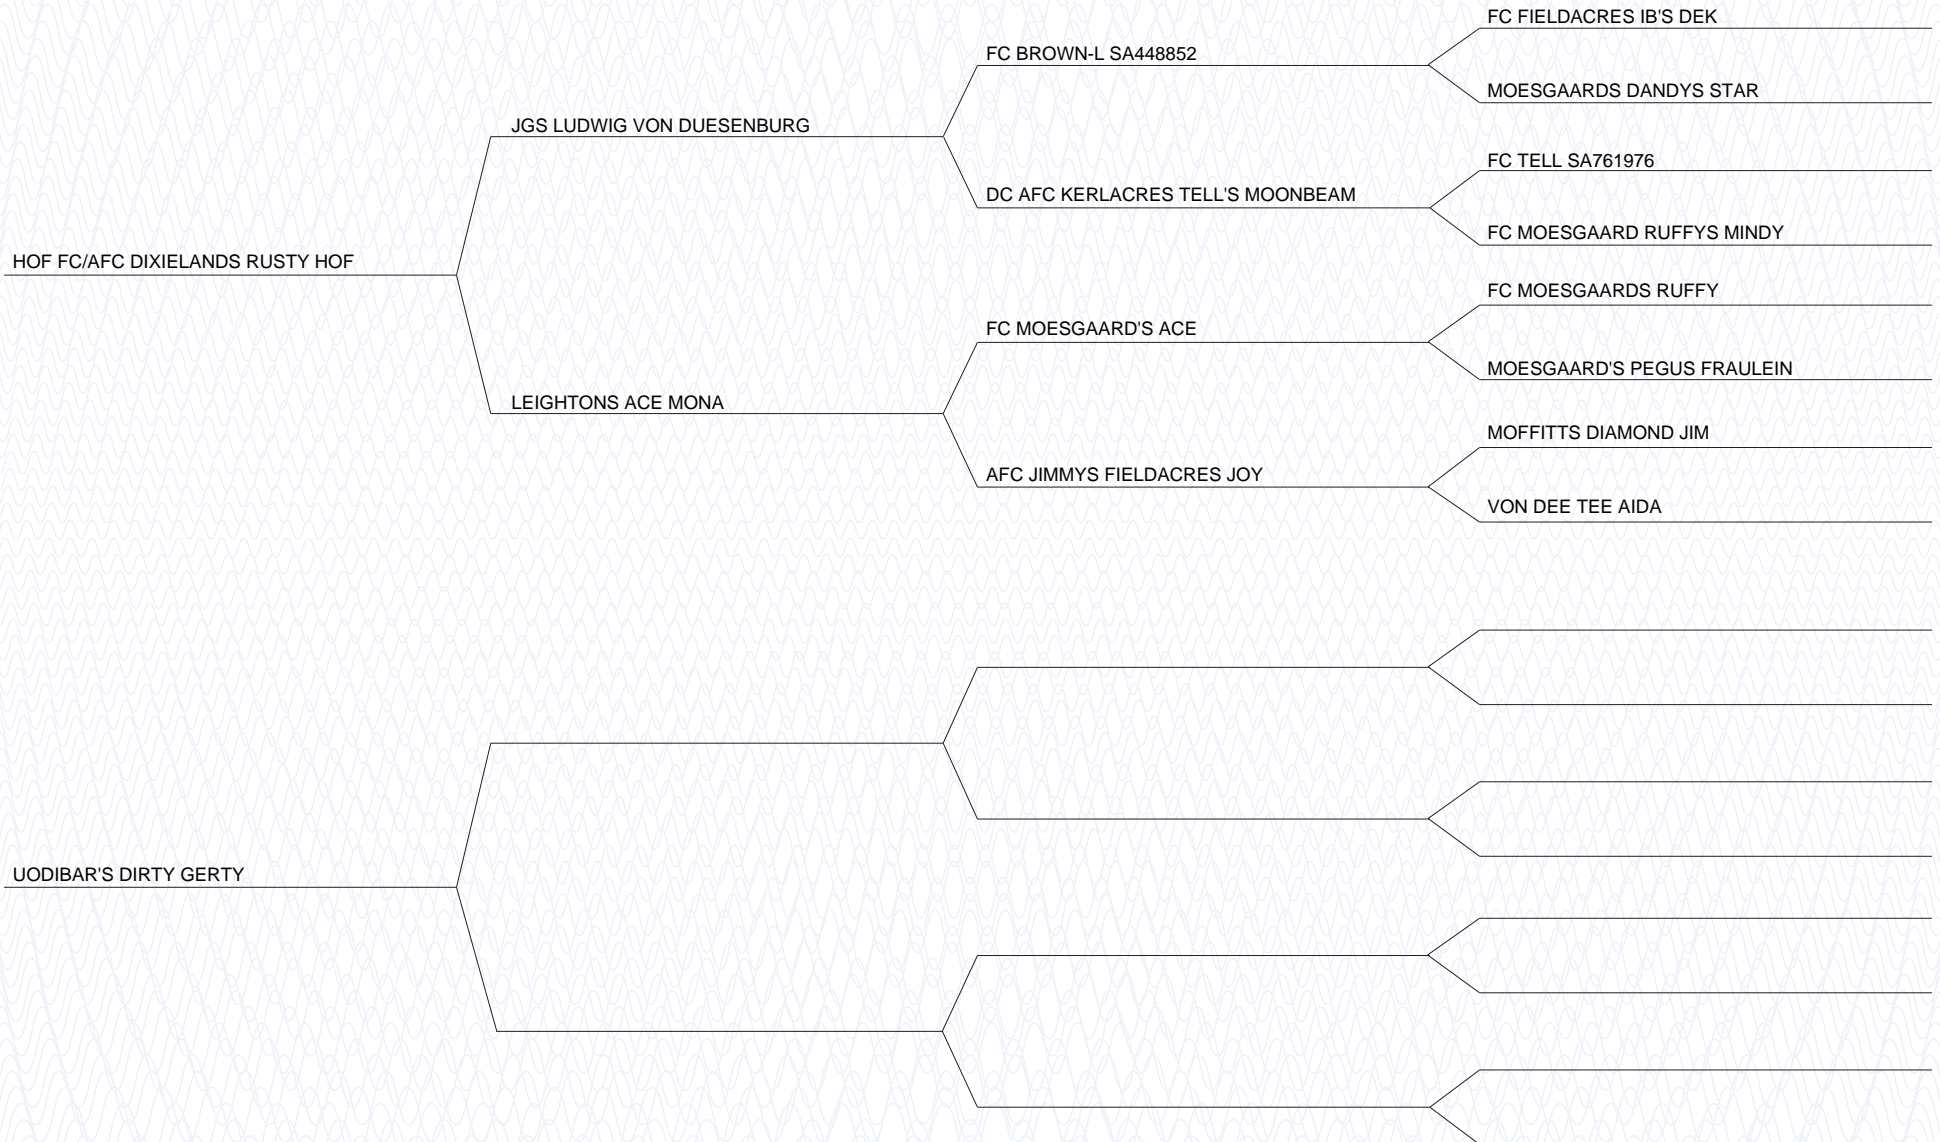 FC FIELDACRES IB'S DEK
FC BROWN-L SA448852
MOESGAARDS DANDYS STAR
JGS LUDWIG VON DUESENBURG
FC TELL SA761976
DC AFC KERLACRES TELL'S MOONBEAM
FC MOESGAARD RUFFYS MINDY
HOF FC/AFC DIXIELANDS RUSTY HOF
FC MOESGAARDS RUFFY
FC MOESGAARD'S ACE
MOESGAARD'S PEGUS FRAULEIN
LEIGHTONS ACE MONA
MOFFITTS DIAMOND JIM
AFC JIMMYS FIELDACRES JOY
VON DEE TEE AIDA
UODIBAR'S DIRTY GERTY